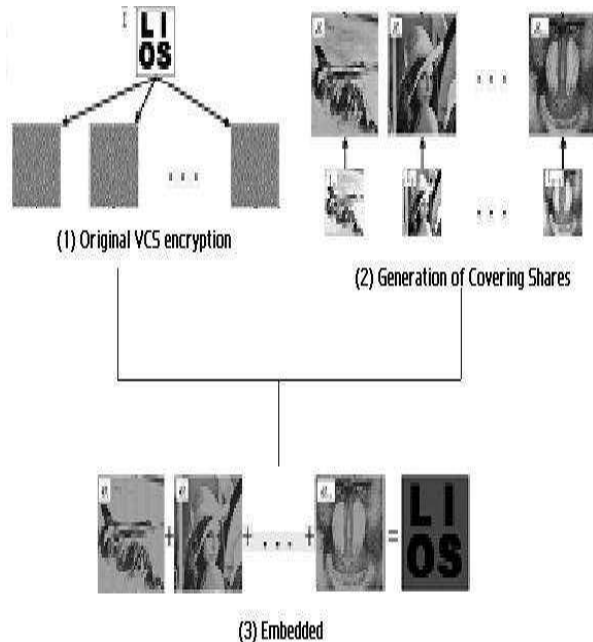 LI
OS
(1) Original VCS encryption
(2) Generation of Covering Shares
+ + . . . + = LI
OS
(3) Embedded